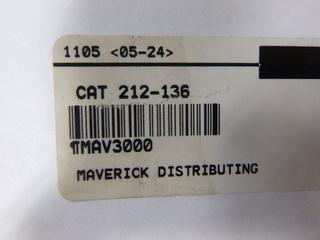 1105 <05-24>
CAT 212-136
¶MAV3000
MAVERICK DISTRIBUTING